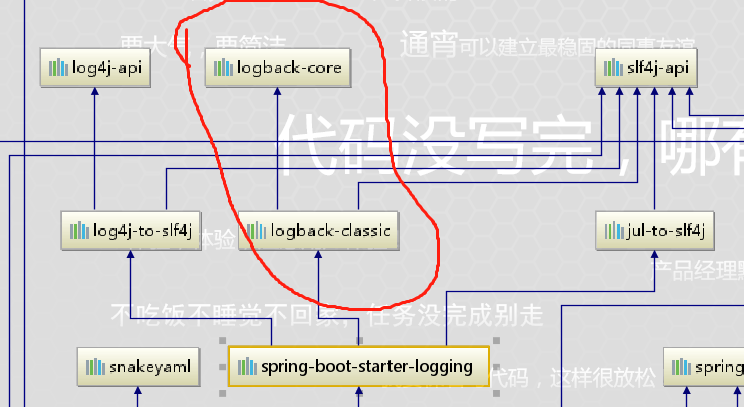 要大气，要简洁
通宵可以建立最稳固的同事友谊
log4j-api
logback-core
slf4j-api
代码没写完，哪有
log4j-to-slf4j
logback-classic
jul-to-slf4j
体验
产品经理
不吃饭不睡觉不回家，任务没完成别走
snakeyaml
spring-boot-starter-logging
spring
代码，这样很放松